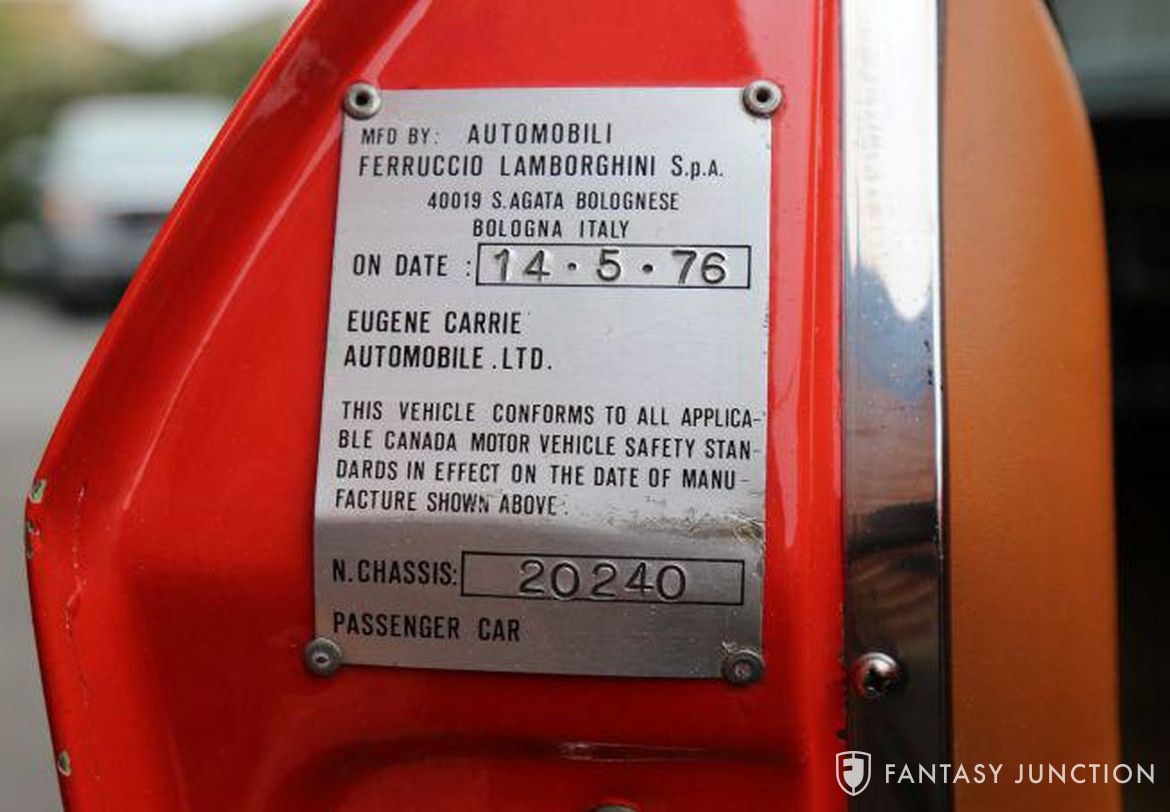 MFD BY: AUTOMOBILI
FERRUCCIO LAMBORGHINI S.p.A.
40019 S.AGATA BOLOGNESE
BOLOGNA ITALY
ON DATE : 14 · 5 · 76
EUGENE CARRIE
AUTOMOBILE .LTD.
THIS VEHICLE CONFORMS TO ALL APPLICA-
BLE CANADA MOTOR VEHICLE SAFETY STAN-
DARDS IN EFFECT ON THE DATE OF MANU-
FACTURE SHOWN ABOVE.
N. CHASSIS: 20240
PASSENGER CAR
FANTASY JUNCTION